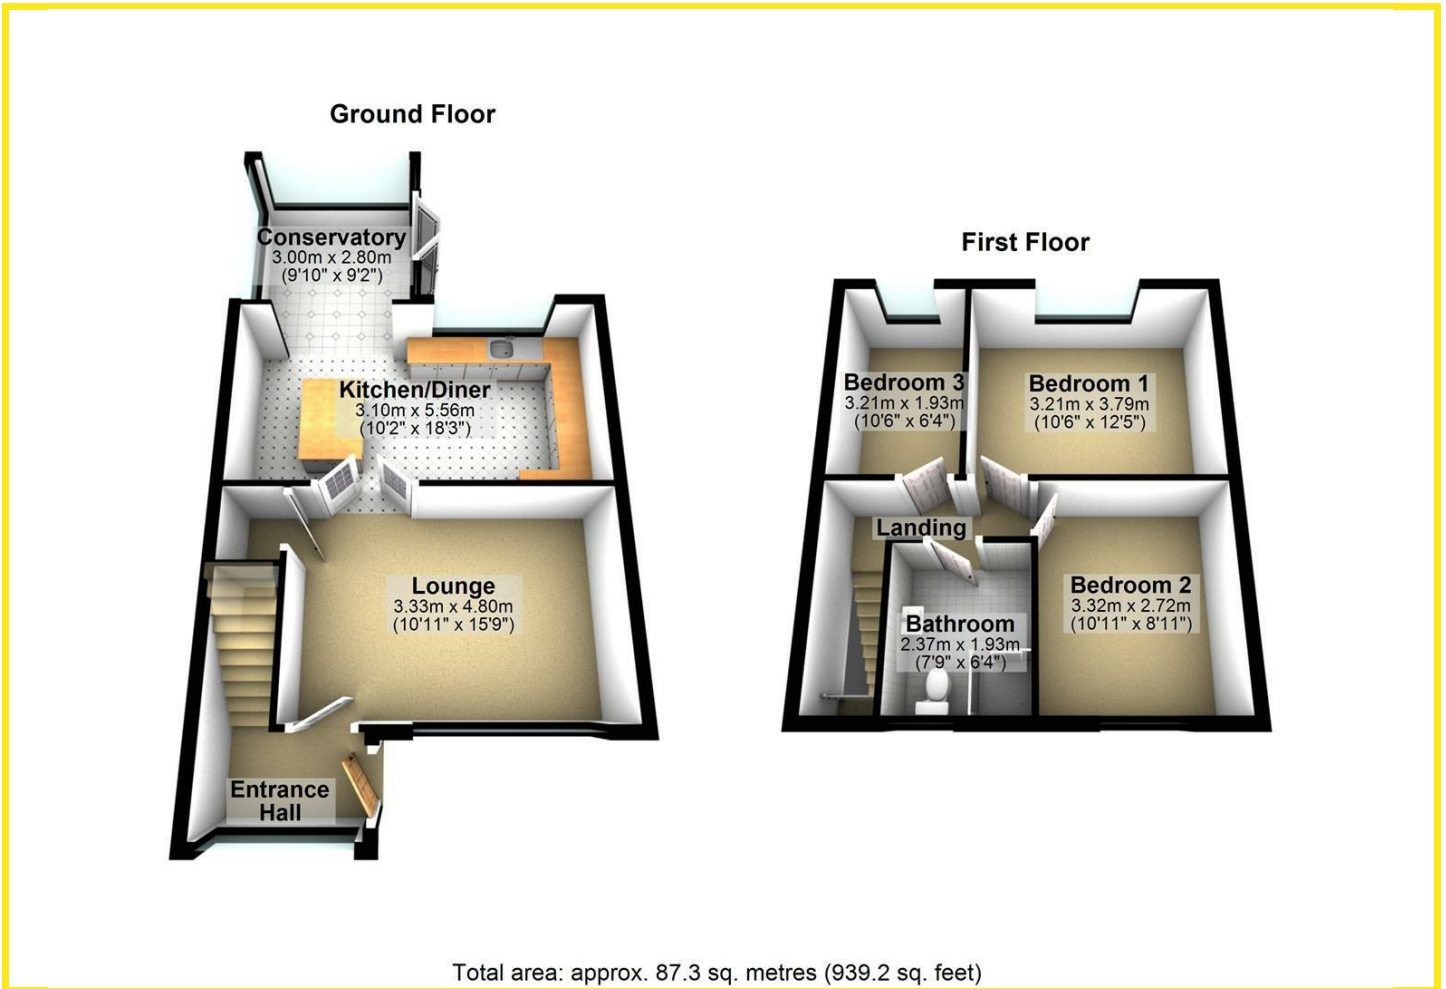 Ground Floor
Conservatory
3.00m x 2.80m
(9'10" x 9'2")
Kitchen/Diner
3.10m x 5.56m
(10'2" x 18'3")
Lounge
3.33m x 4.80m
(10'11" x 15'9")
Entrance
Hall
First Floor
Bedroom 3
3.21m x 1.93m
(10'6" x 6'4")
Bedroom 1
3.21m x 3.79m
(10'6" x 12'5")
Landing
Bathroom
2.37m x 1.93m
(7'9" x 6'4")
Bedroom 2
3.32m x 2.72m
(10'11" x 8'11")
Total area: approx. 87.3 sq. metres (939.2 sq. feet)